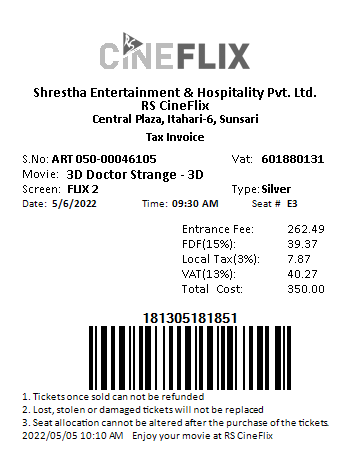 RS
CINEFLIX
Shrestha Entertainment & Hospitality Pvt. Ltd.
RS CineFlix
Central Plaza, Itahari-6, Sunsari
Tax Invoice
S.No: ART 050-00046105 Vat: 601880131
Movie: 3D Doctor Strange - 3D
Screen: FLIX 2 Type: Silver
Date: 5/6/2022 Time: 09:30 AM Seat # E3
Entrance Fee: 262.49
FDF(15%): 39.37
Local Tax(3%): 7.87
VAT(13%): 40.27
Total Cost: 350.00
181305181851
1. Tickets once sold can not be refunded
2. Lost, stolen or damaged tickets will not be replaced
3. Seat allocation cannot be altered after the purchase of the tickets.
2022/05/05 10:10 AM Enjoy your movie at RS CineFlix